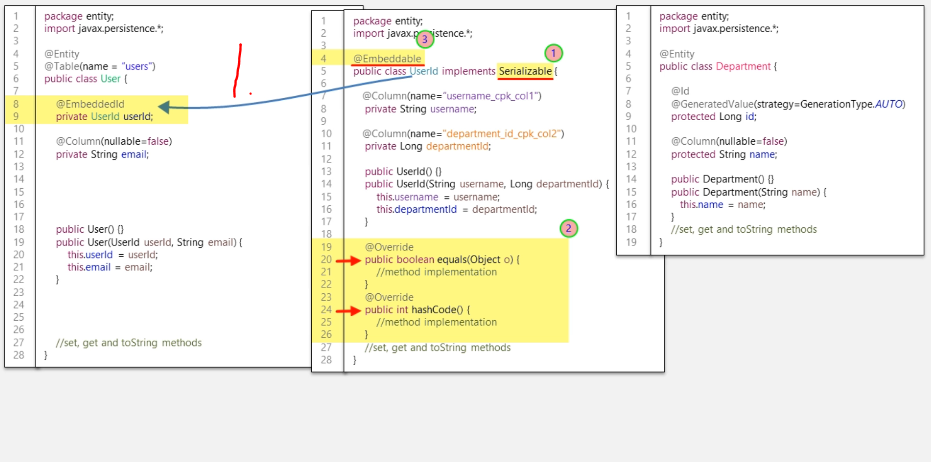 1 package entity;
2 import javax.persistence.*;
3
4 @Entity
5 @Table(name = "users")
6 public class User {
7
8 @EmbeddedId
9 private UserId userId;
10
11 @Column(nullable=false)
12 private String email;
13
14
15
16
17
18 public User() {}
19 public User(UserId userId, String email) {
20 this.userId = userId;
21 this.email = email;
22 }
23
24
25
26
27 //set, get and toString methods
28 }
1 package entity;
2 import javax.persistence.*;
3
3
1
4 @Embeddable
5 public class UserId implements Serializable {
6
7 @Column(name="username_cpk_col1")
8 private String username;
9
10 @Column(name="department_id_cpk_col2")
11 private Long departmentId;
12
13 public UserId() {}
14 public UserId(String username, Long departmentId) {
15 this.username = username;
16 this.departmentId = departmentId;
17 }
18
2
19 @Override
20 public boolean equals(Object o) {
21 //method implementation
22 }
23 @Override
24 public int hashCode() {
25 //method implementation
26 }
27 //set, get and toString methods
28 }
1 package entity;
2 import javax.persistence.*;
3
4 @Entity
5 public class Department {
6
7 @Id
8 @GeneratedValue(strategy=GenerationType.AUTO)
9 protected Long id;
10
11 @Column(nullable=false)
12 protected String name;
13
14 public Department() {}
15 public Department(String name) {
16 this.name = name;
17 }
18 //set, get and toString methods
19 }
1.